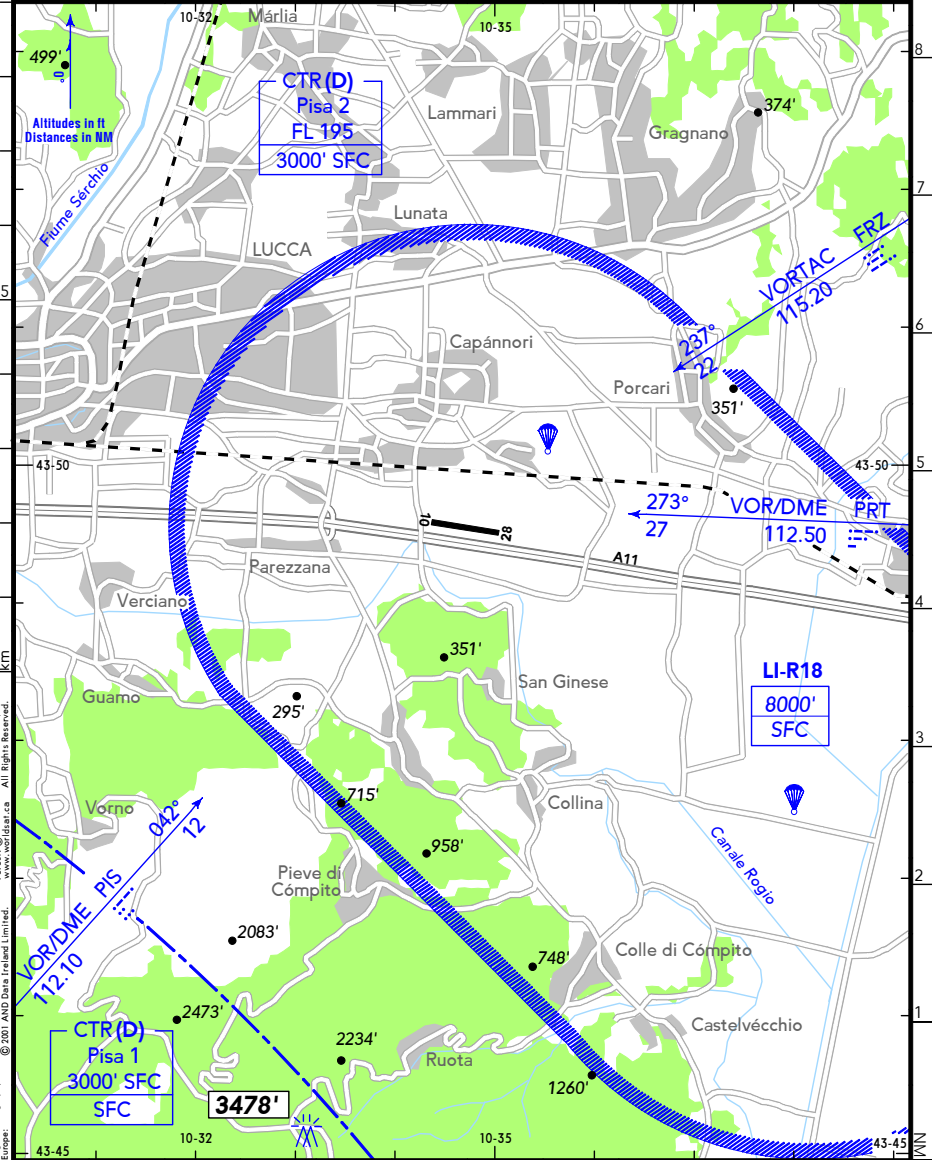 10-32
Márlia
10-35
8
499'
0°
Altitudes in ft
Distances in NM
CTR(D)
Pisa 2
FL 195
3000' SFC
Lammari
374'
Gragnano
7
Fiume Sérchio
Lunata
LUCCA
FRZ
VORTAC
115.20
5
6
237°
22
Capánnori
Porcari
351'
43-50
43-50
5
273°
27
VOR/DME PRT
112.50
10
28
A11
Parezzana
Verciano
4
km
351'
San Ginese
LI-R18
8000'
SFC
Guamo
295'
3
715'
Collina
Vorno
042°
12
958'
Canale Rogio
Pieve di
Cómpito
2
VOR/DME PIS
112.10
2083'
748'
Colle di Cómpito
2473'
1
Castelvécchio
CTR(D)
Pisa 1
3000' SFC
SFC
2234'
Ruota
1260'
3478'
43-45
10-32
10-35
43-45
NM
Europe:
© 2001 AND Data Ireland Limited.
www.worldsat.ca
All Rights Reserved.